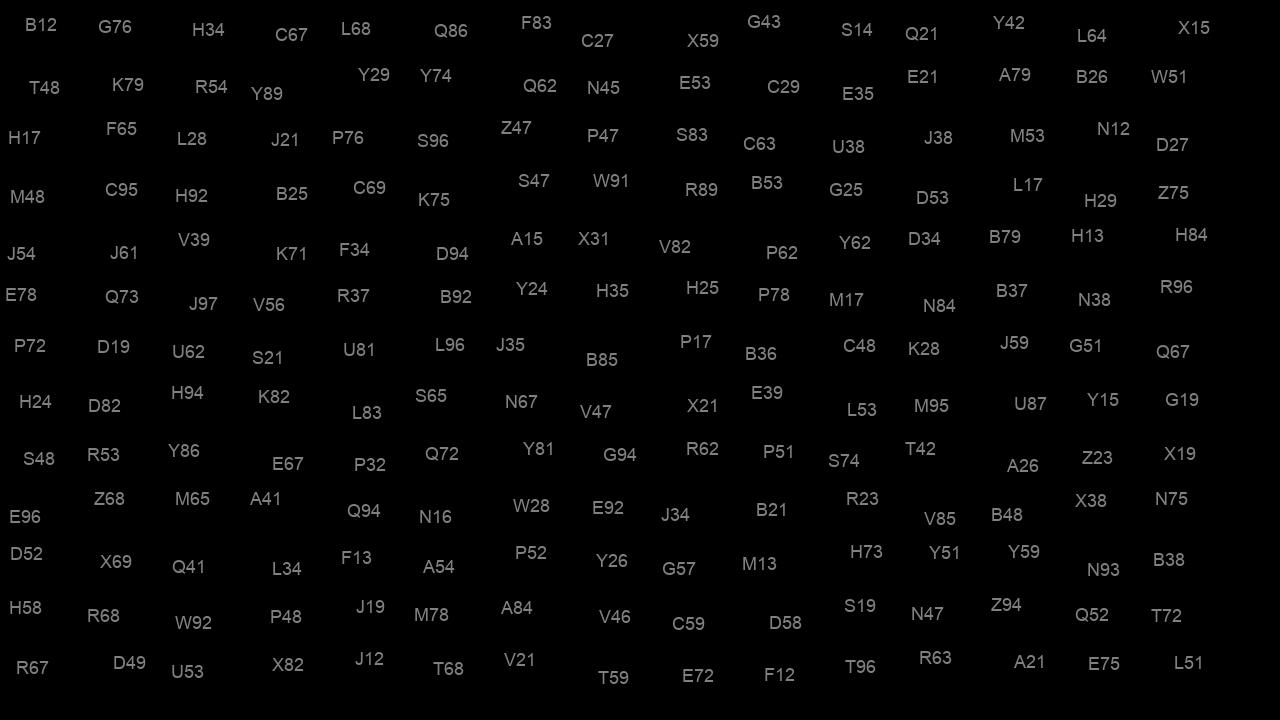 B12 G76 H34 C67 L68 Q86 F83 C27 X59 G43 S14 Q21 Y42 L64 X15
T48 K79 R54 Y89 Y29 Y74 Q62 N45 E53 C29 E35 E21 A79 B26 W51
H17 F65 L28 J21 P76 S96 Z47 P47 S83 C63 U38 J38 M53 N12 D27
M48 C95 H92 B25 C69 K75 S47 W91 R89 B53 G25 D53 L17 H29 Z75
J54 J61 V39 K71 F34 D94 A15 X31 V82 P62 Y62 D34 B79 H13 H84
E78 Q73 J97 V56 R37 B92 Y24 H35 H25 P78 M17 N84 B37 N38 R96
P72 D19 U62 S21 U81 L96 J35 B85 P17 B36 C48 K28 J59 G51 Q67
H24 D82 H94 K82 L83 S65 N67 V47 X21 E39 L53 M95 U87 Y15 G19
S48 R53 Y86 E67 P32 Q72 Y81 G94 R62 P51 S74 T42 A26 Z23 X19
E96 Z68 M65 A41 Q94 N16 W28 E92 J34 B21 R23 V85 B48 X38 N75
D52 X69 Q41 L34 F13 A54 P52 Y26 G57 M13 H73 Y51 Y59 N93 B38
H58 R68 W92 P48 J19 M78 A84 V46 C59 D58 S19 N47 Z94 Q52 T72
R67 D49 U53 X82 J12 T68 V21 T59 E72 F12 T96 R63 A21 E75 L51